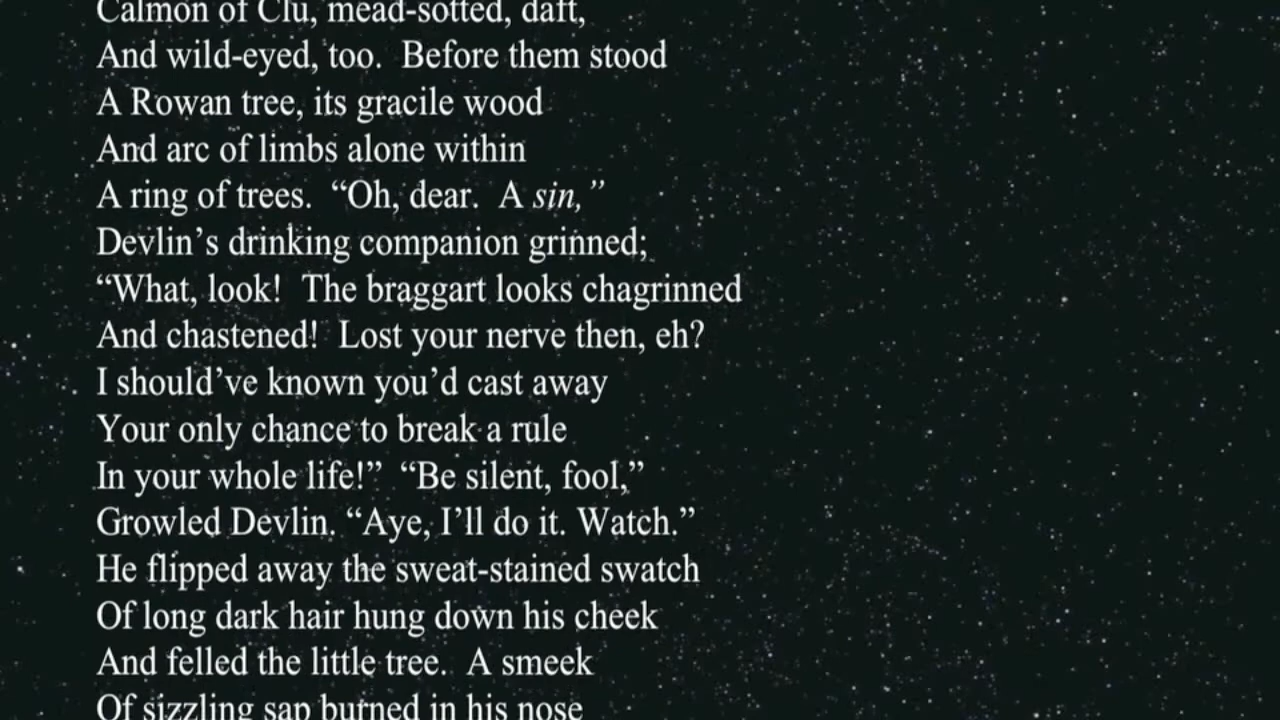 Calmon of Clu, mead-sotted, daft,
And wild-eyed, too.  Before them stood
A Rowan tree, its gracile wood
And arc of limbs alone within
A ring of trees.  “Oh, dear.  A sin,”
Devlin’s drinking companion grinned;
“What, look!  The braggart looks chagrinned
And chastened!  Lost your nerve then, eh?
I should’ve known you’d cast away
Your only chance to break a rule
In your whole life!”  “Be silent, fool,”
Growled Devlin. “Aye, I’ll do it. Watch.”
He flipped away the sweat-stained swatch
Of long dark hair hung down his cheek
And felled the little tree.  A smeek
Of sizzling sap burned in his nose